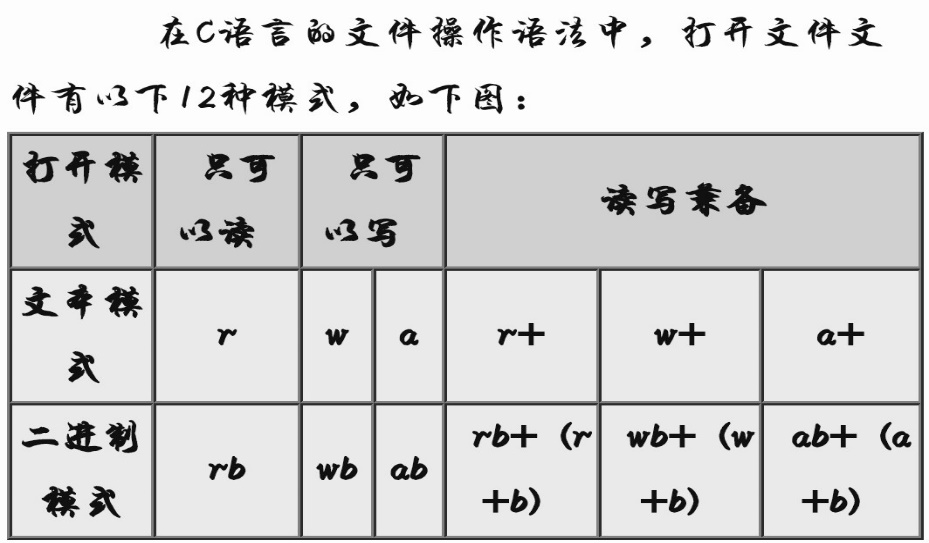 在C语言的文件操作语法中，打开文件文
件有以下12种模式，如下图：
打开模
式
只可
以读
只可
以写
读写兼备
文本模
式
r
w
a
r+
w+
a+
二进制
模式
rb
wb
ab
rb+（r
+b）
wb+（w
+b）
ab+（a
+b）